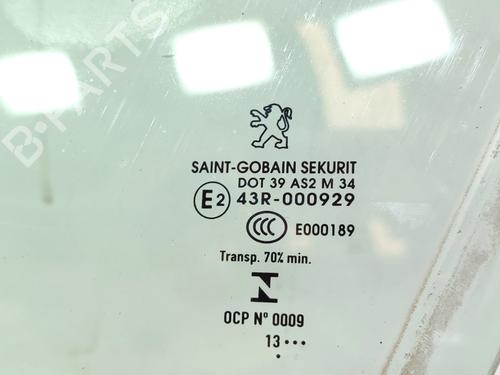 B-PARTS
SAINT-GOBAIN SEKURIT
DOT 39 AS2 M 34
E2 43R-000929
CCC E000189
Transp. 70% min.
N
OCP Nº 0009
13 •••
•